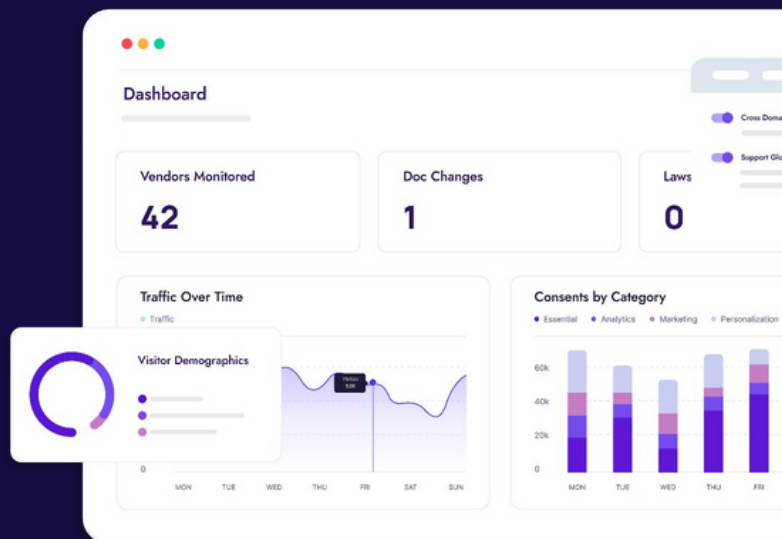 Dashboard
Cross Doma
Support Glo
Vendors Monitored
42
Doc Changes
1
Laws
0
Traffic Over Time
Traffic
Visitor Demographics
0
MON TUE WED THU FRI SAT SUN
Consents by Category
Essential Analytics Marketing Personalization
60k
40k
20k
0
MON TUE WED THU FRI